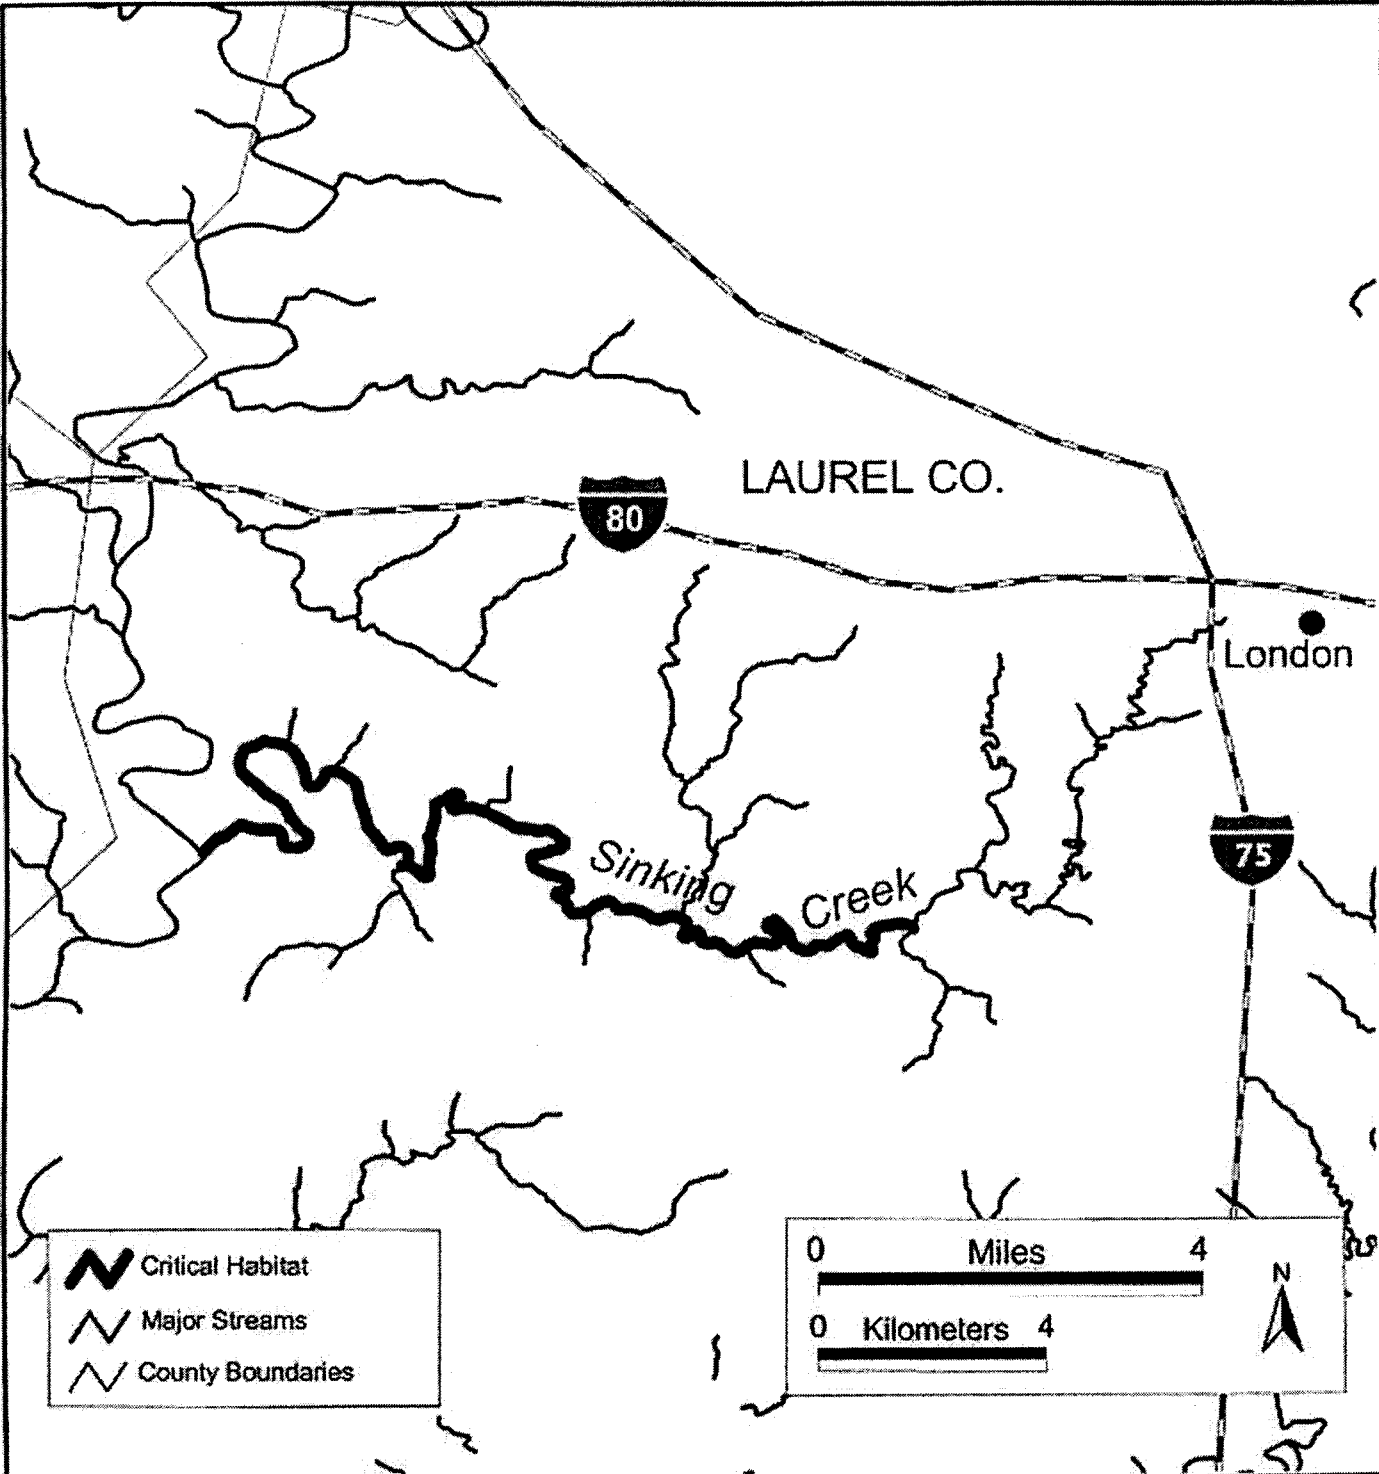 LAUREL CO.
80
London
75
Sinking Creek
Critical Habitat
Major Streams
County Boundaries
0 Miles 4
0 Kilometers 4
N